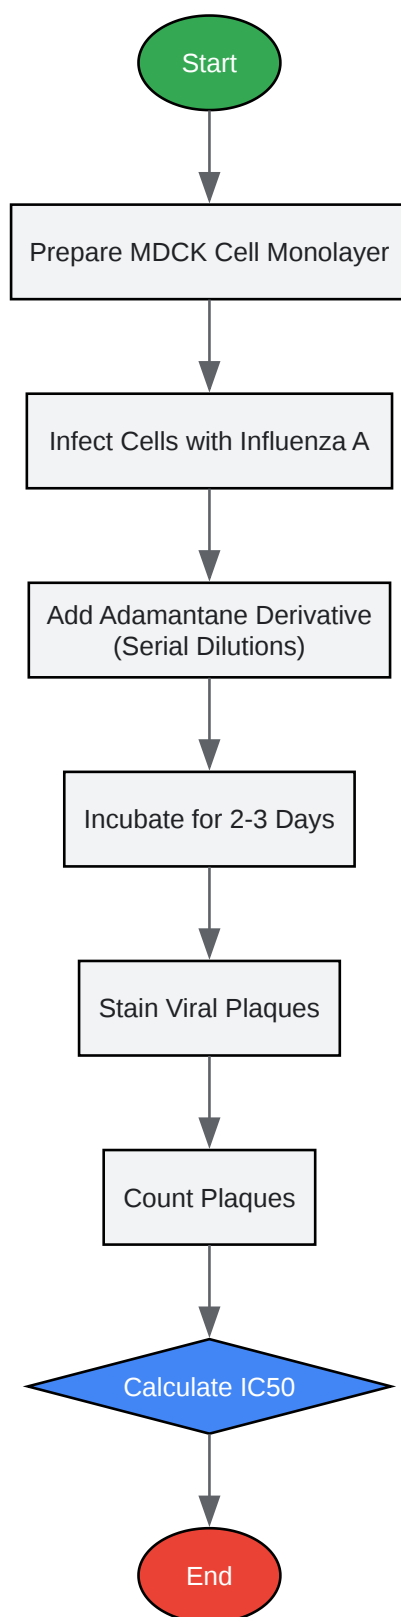 Start
Prepare MDCK Cell Monolayer
Infect Cells with Influenza A
Add Adamantane Derivative
(Serial Dilutions)
Incubate for 2-3 Days
Stain Viral Plaques
Count Plaques
Calculate IC50
End